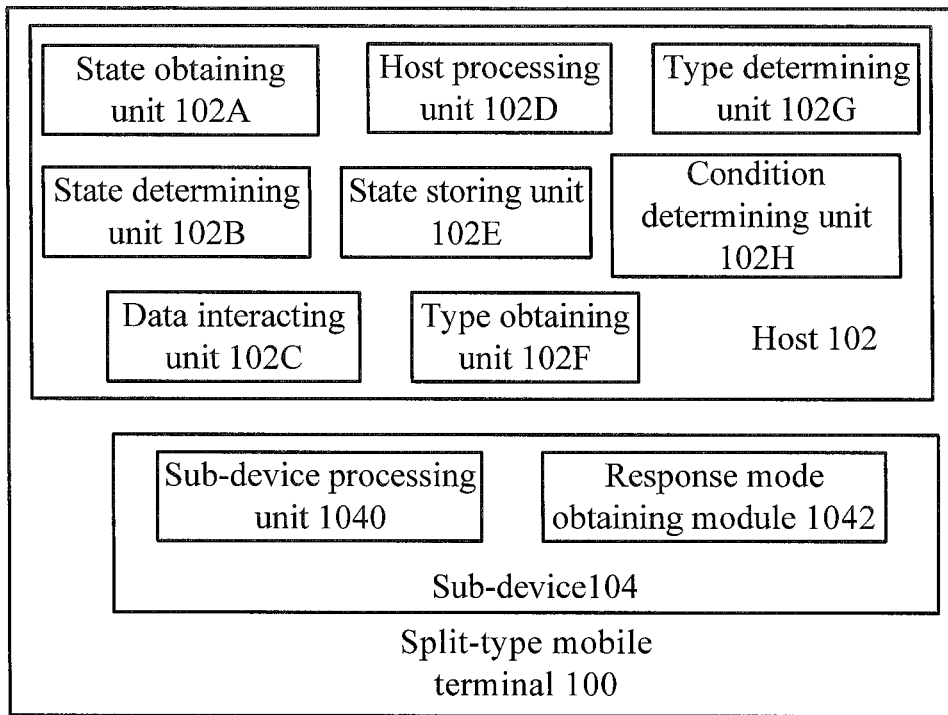 State obtaining
unit 102A
Host processing
unit 102D
Type determining
unit 102G
State determining
unit 102B
State storing unit
102E
Condition
determining unit
102H
Data interacting
unit 102C
Type obtaining
unit 102F
Host 102
Sub-device processing
unit 1040
Response mode
obtaining module 1042
Sub-device104
Split-type mobile
terminal 100